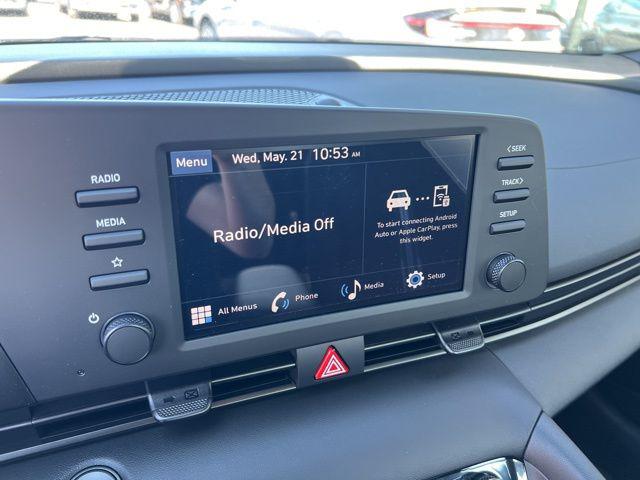 RADIO
MEDIA
Menu
Wed, May. 21 10:53 AM
Radio/Media Off
To start connecting Android
Auto or Apple CarPlay, press
this widget.
All Menus
Phone
Media
Setup
<SEEK
TRACK>
SETUP